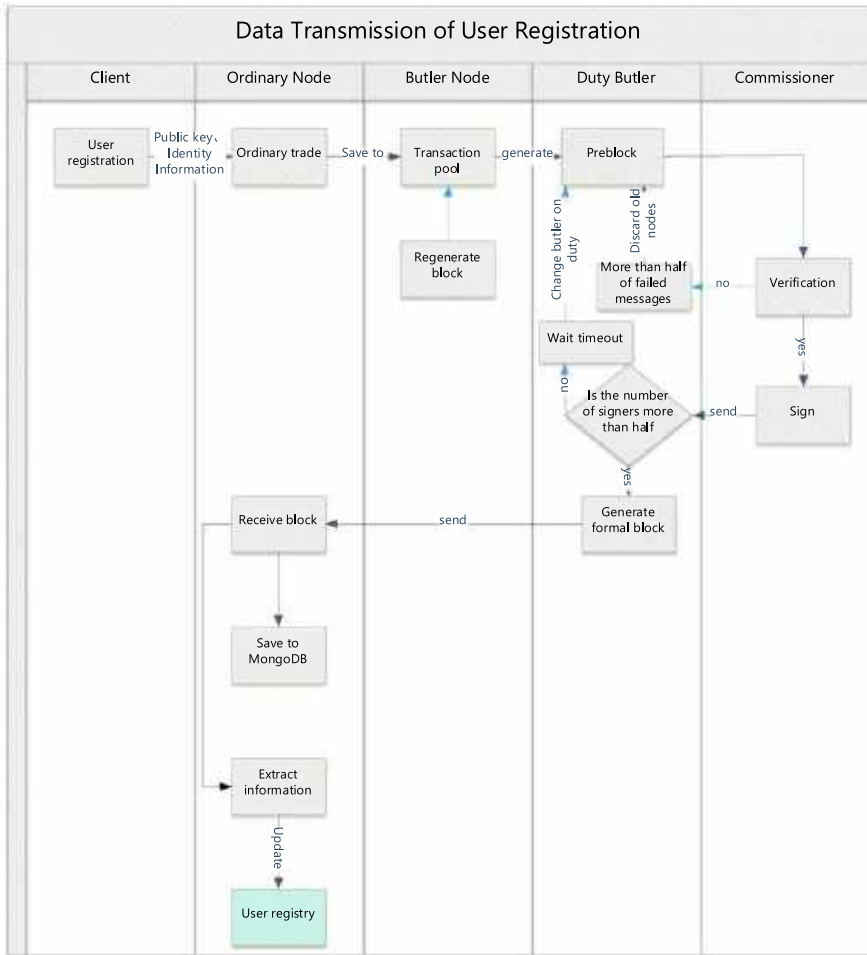 Data Transmission of User Registration
Client
Ordinary Node
Butler Node
Duty Butler
Commissioner
User
registration
Public key、
Identity
Information
Ordinary trade
Save to
Transaction
pool
generate
Preblock
Regenerate
block
Change butler on
duty
Discard old
nodes
More than half
of failed
messages
no
Verification
yes
Wait timeout
no
Is the number
of signers more
than half
send
Sign
yes
Receive block
send
Generate
formal block
Save to
MongoDB
Extract
information
Update
User registry